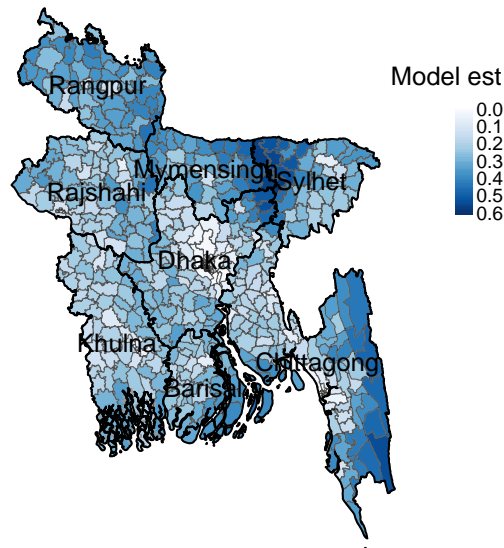 Rangpur
Model est
0.0
0.1
0.2
0.3
0.4
0.5
0.6
Mymensingh
Rajshahi
Sylhet
Dhaka
Khulna
Chittagong
Barisal